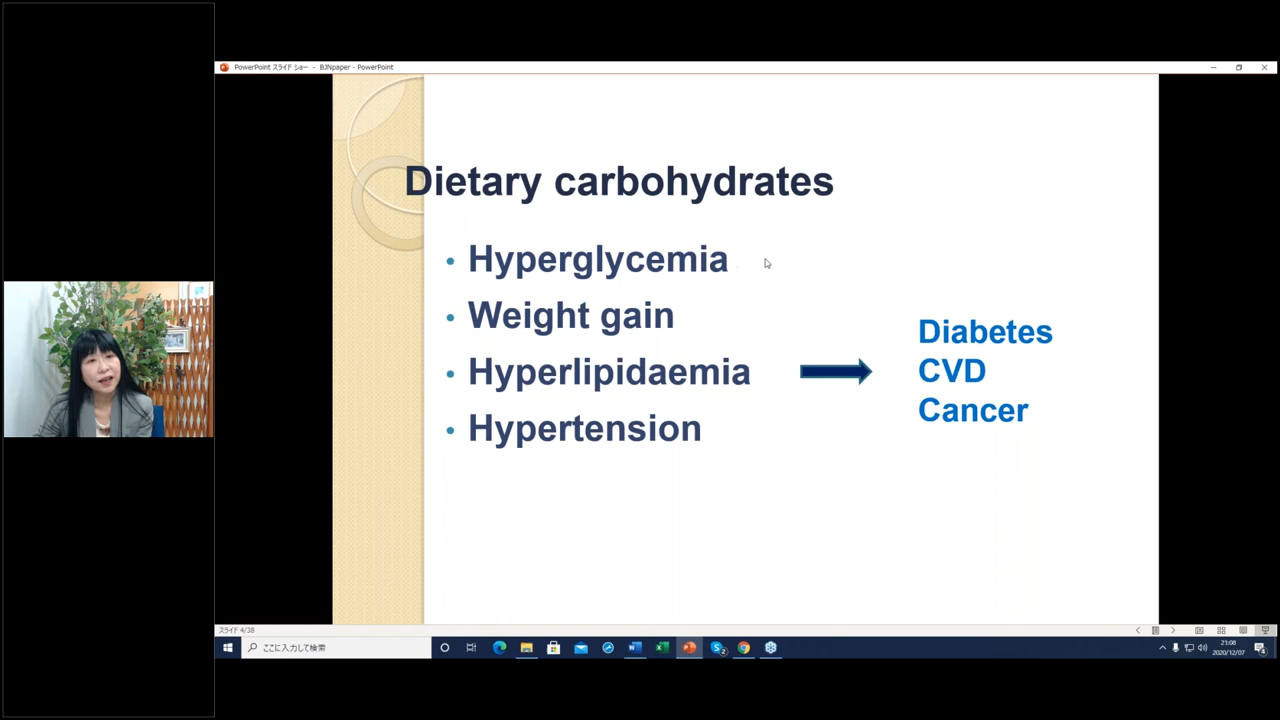 PowerPoint スライド ショー - BJNpaper - PowerPoint
Dietary carbohydrates
• Hyperglycemia
• Weight gain
• Hyperlipidaemia
• Hypertension
Diabetes
CVD
Cancer
スライド 4/38
ここに入力して検索
21:08
2020/12/07